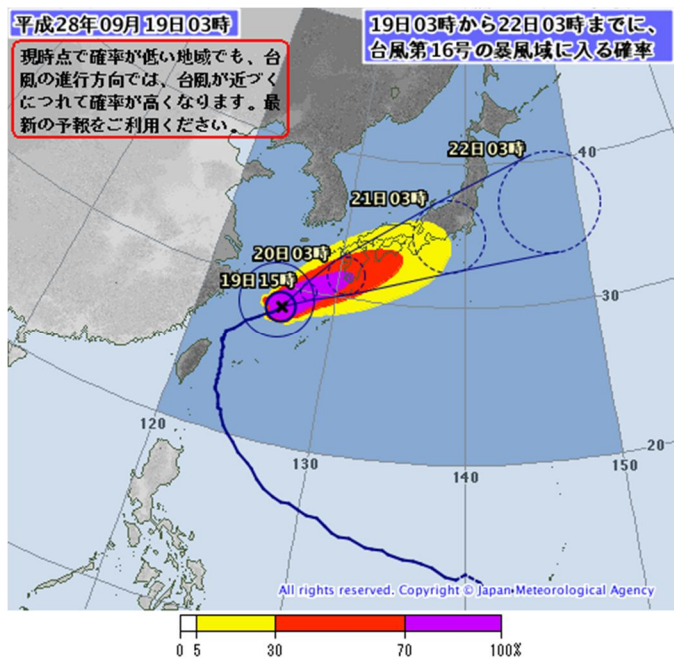 平成28年09月19日03時
19日03時から22日03時までに、
台風第16号の暴風域に入る確率
現時点で確率が低い地域でも、台
風の進行方向では、台風が近づく
につれて確率が高くなります。最
新の予報をご利用ください。
22日03時
40
21日03時
20日03時
19日15時
30
120
20
130
140
150
All rights reserved. Copyright © Japan Meteorological Agency
0 5 30 70 100%